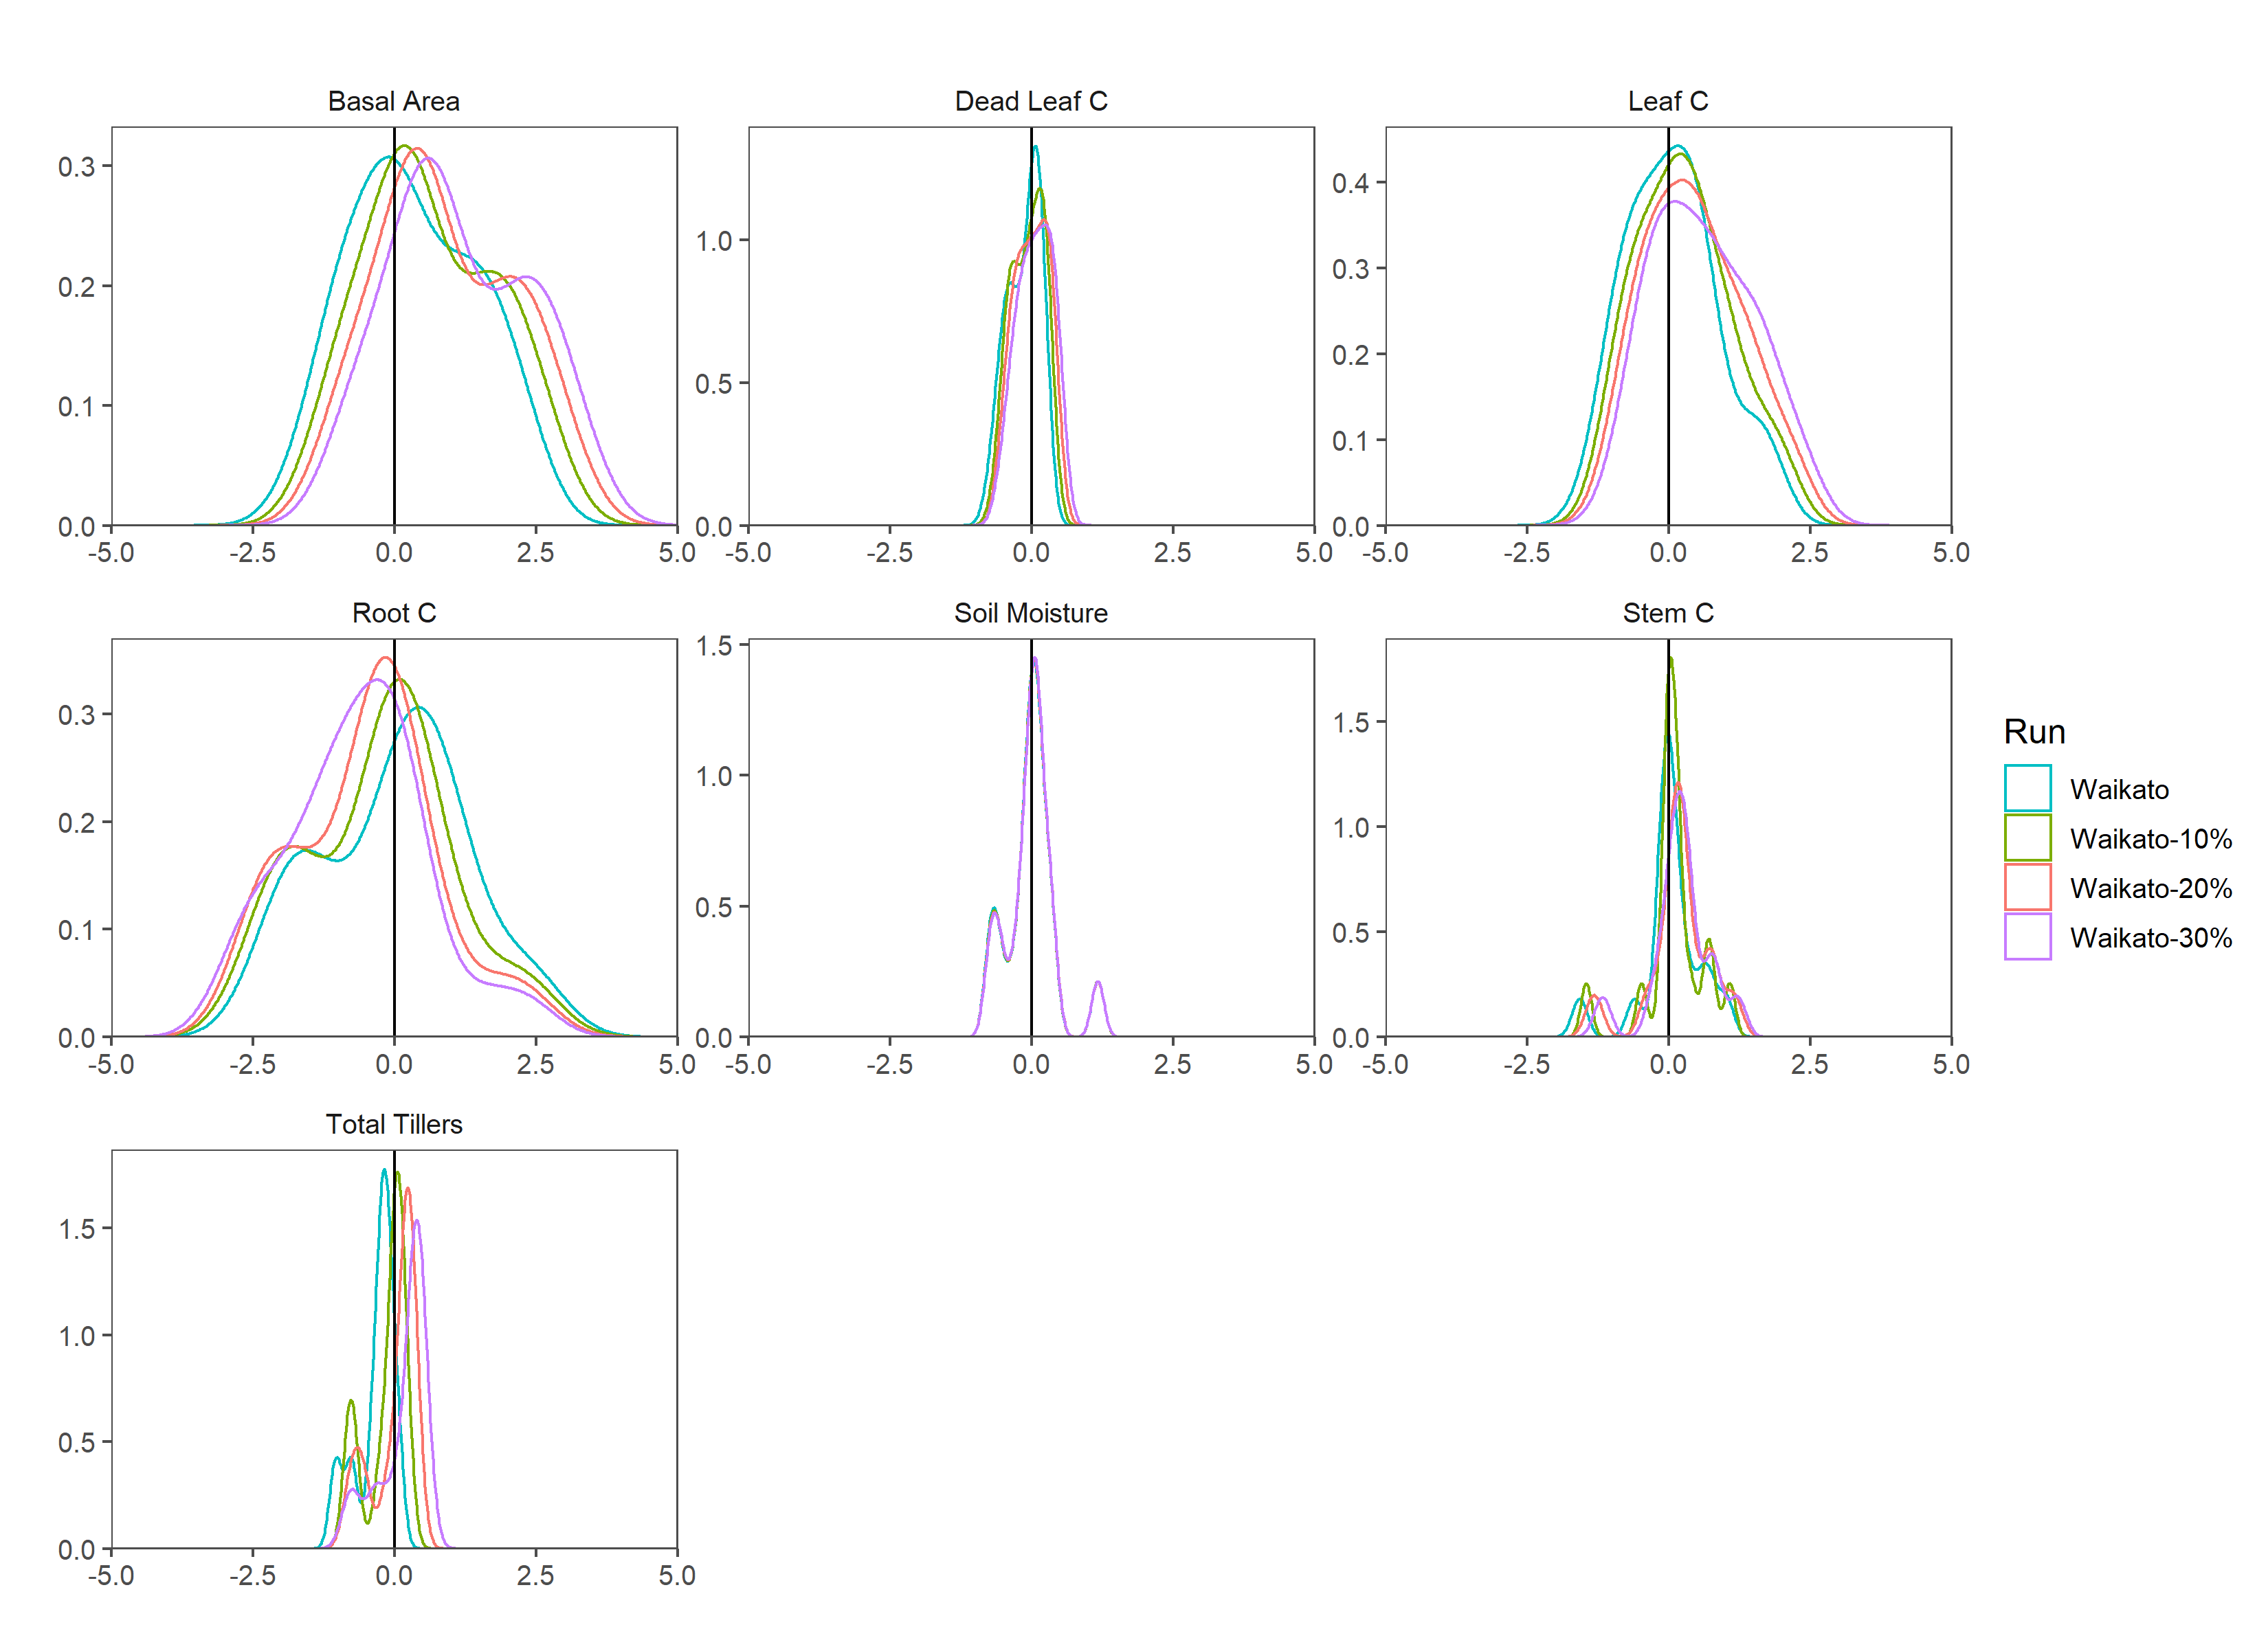 Basal Area
Dead Leaf C
Leaf C
0.3
0.2
0.1
0.0
-5.0 -2.5 0.0 2.5 5.0
1.0
0.5
0.0
-5.0 -2.5 0.0 2.5 5.0
0.4
0.3
0.2
0.1
0.0
-5.0 -2.5 0.0 2.5 5.0
Root C
Soil Moisture
Stem C
0.3
0.2
0.1
0.0
-5.0 -2.5 0.0 2.5 5.0
1.5
1.0
0.5
0.0
-5.0 -2.5 0.0 2.5 5.0
1.5
1.0
0.5
0.0
-5.0 -2.5 0.0 2.5 5.0
Total Tillers
1.5
1.0
0.5
0.0
-5.0 -2.5 0.0 2.5 5.0
Run
Waikato
Waikato-10%
Waikato-20%
Waikato-30%